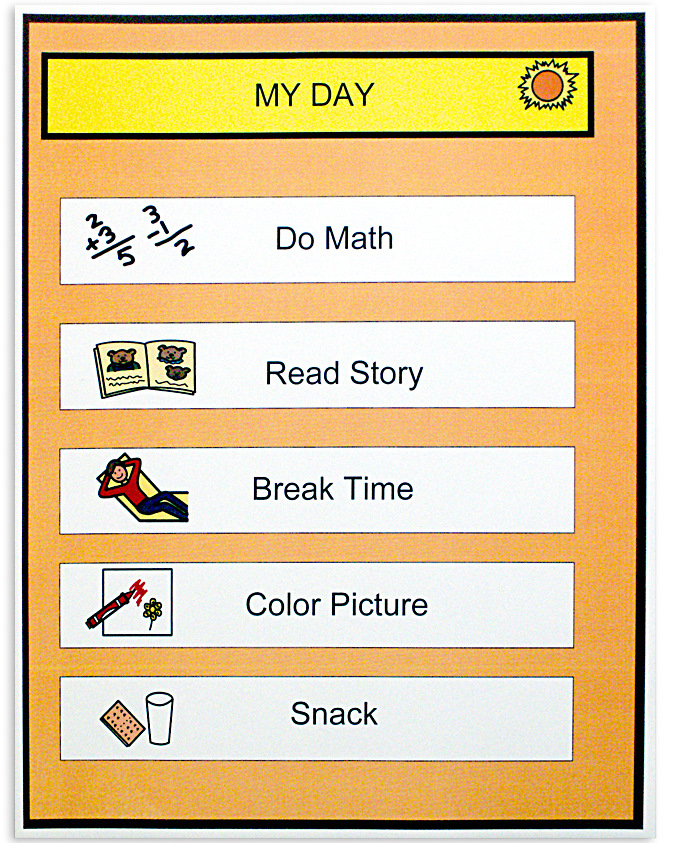 MY DAY
2
+3
5
3
-1
2
Do Math
Read Story
Break Time
Color Picture
Snack